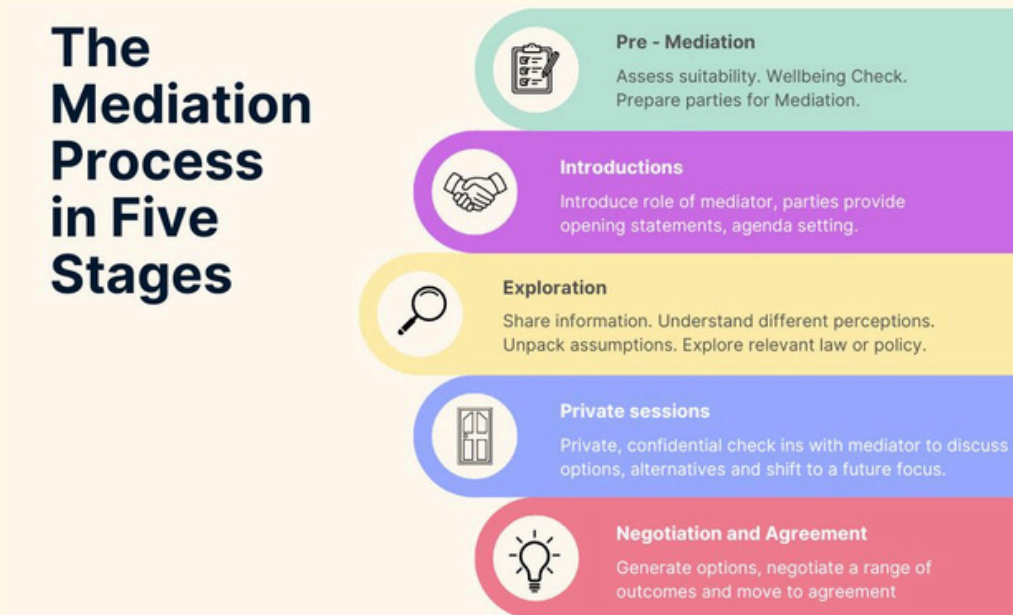 The
Mediation
Process
in Five
Stages
Pre - Mediation
Assess suitability. Wellbeing Check.
Prepare parties for Mediation.
Introductions
Introduce role of mediator, parties provide
opening statements, agenda setting.
Exploration
Share information. Understand different perceptions.
Unpack assumptions. Explore relevant law or policy.
Private sessions
Private, confidential check ins with mediator to discuss
options, alternatives and shift to a future focus.
Negotiation and Agreement
Generate options, negotiate a range of
outcomes and move to agreement